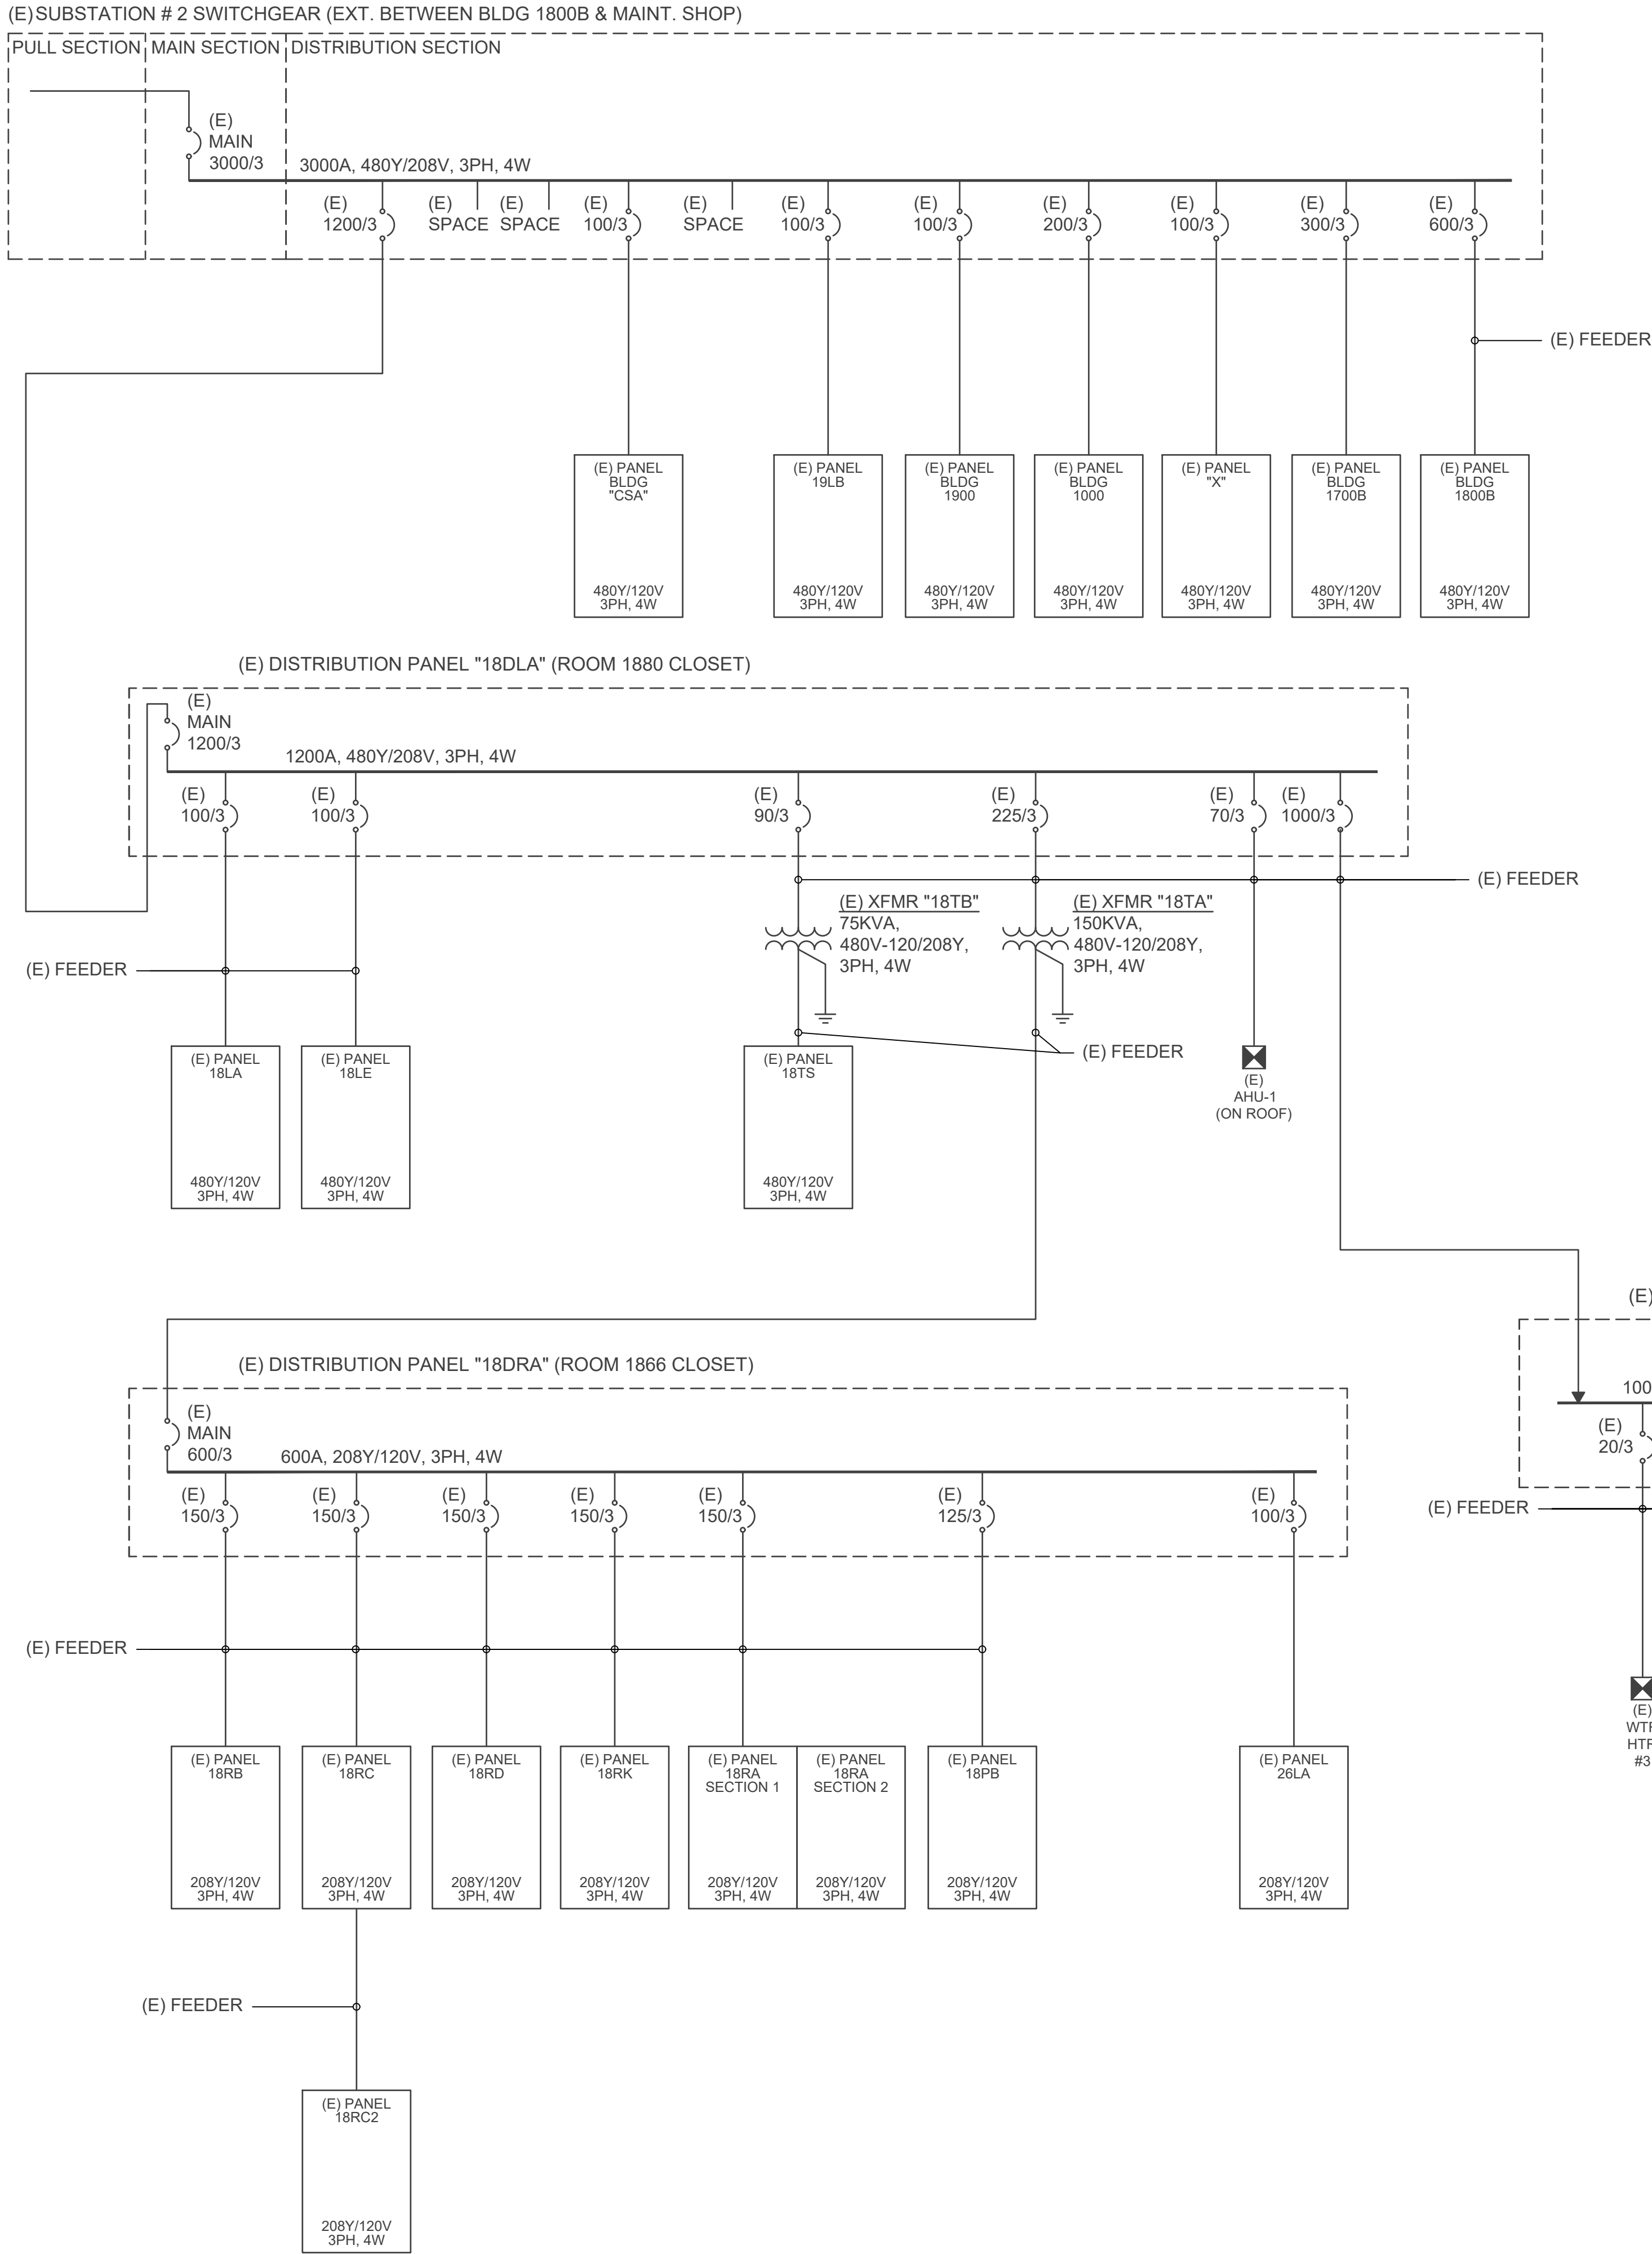 (E)SUBSTATION # 2 SWITCHGEAR (EXT. BETWEEN BLDG 1800B & MAINT. SHOP)
PULL SECTION
MAIN SECTION
DISTRIBUTION SECTION
(E)
MAIN
3000/3
3000A, 480Y/208V, 3PH, 4W
(E)
1200/3
(E)
SPACE
(E)
SPACE
(E)
100/3
(E)
SPACE
(E)
100/3
(E)
100/3
(E)
200/3
(E)
100/3
(E)
300/3
(E)
600/3
(E) FEEDER
(E) PANEL
BLDG
"CSA"
480Y/120V
3PH, 4W
(E) PANEL
19LB
480Y/120V
3PH, 4W
(E) PANEL
BLDG
1900
480Y/120V
3PH, 4W
(E) PANEL
BLDG
1000
480Y/120V
3PH, 4W
(E) PANEL
"X"
480Y/120V
3PH, 4W
(E) PANEL
BLDG
1700B
480Y/120V
3PH, 4W
(E) PANEL
BLDG
1800B
480Y/120V
3PH, 4W
(E) DISTRIBUTION PANEL "18DLA" (ROOM 1880 CLOSET)
(E)
MAIN
1200/3
1200A, 480Y/208V, 3PH, 4W
(E)
100/3
(E)
100/3
(E)
90/3
(E)
225/3
(E)
70/3
(E)
1000/3
(E) FEEDER
(E) XFMR "18TB"
75KVA,
480V-120/208Y,
3PH, 4W
(E) XFMR "18TA"
150KVA,
480V-120/208Y,
3PH, 4W
(E) FEEDER
(E) FEEDER
(E) PANEL
18LA
480Y/120V
3PH, 4W
(E) PANEL
18LE
480Y/120V
3PH, 4W
(E) PANEL
18TS
480Y/120V
3PH, 4W
(E)
AHU-1
(ON ROOF)
(E)
100
(E)
20/3
(E) FEEDER
(E)
#3
(E) DISTRIBUTION PANEL "18DRA" (ROOM 1866 CLOSET)
(E)
MAIN
600/3
600A, 208Y/120V, 3PH, 4W
(E)
150/3
(E)
150/3
(E)
150/3
(E)
150/3
(E)
150/3
(E)
125/3
(E)
100/3
(E) FEEDER
(E) PANEL
18RB
208Y/120V
3PH, 4W
(E) PANEL
18RC
208Y/120V
3PH, 4W
(E) PANEL
18RD
208Y/120V
3PH, 4W
(E) PANEL
18RK
208Y/120V
3PH, 4W
(E) PANEL
18RA
SECTION 1
208Y/120V
3PH, 4W
(E) PANEL
18RA
SECTION 2
208Y/120V
3PH, 4W
(E) PANEL
18PB
208Y/120V
3PH, 4W
(E) PANEL
26LA
208Y/120V
3PH, 4W
(E) FEEDER
(E) PANEL
18RC2
208Y/120V
3PH, 4W